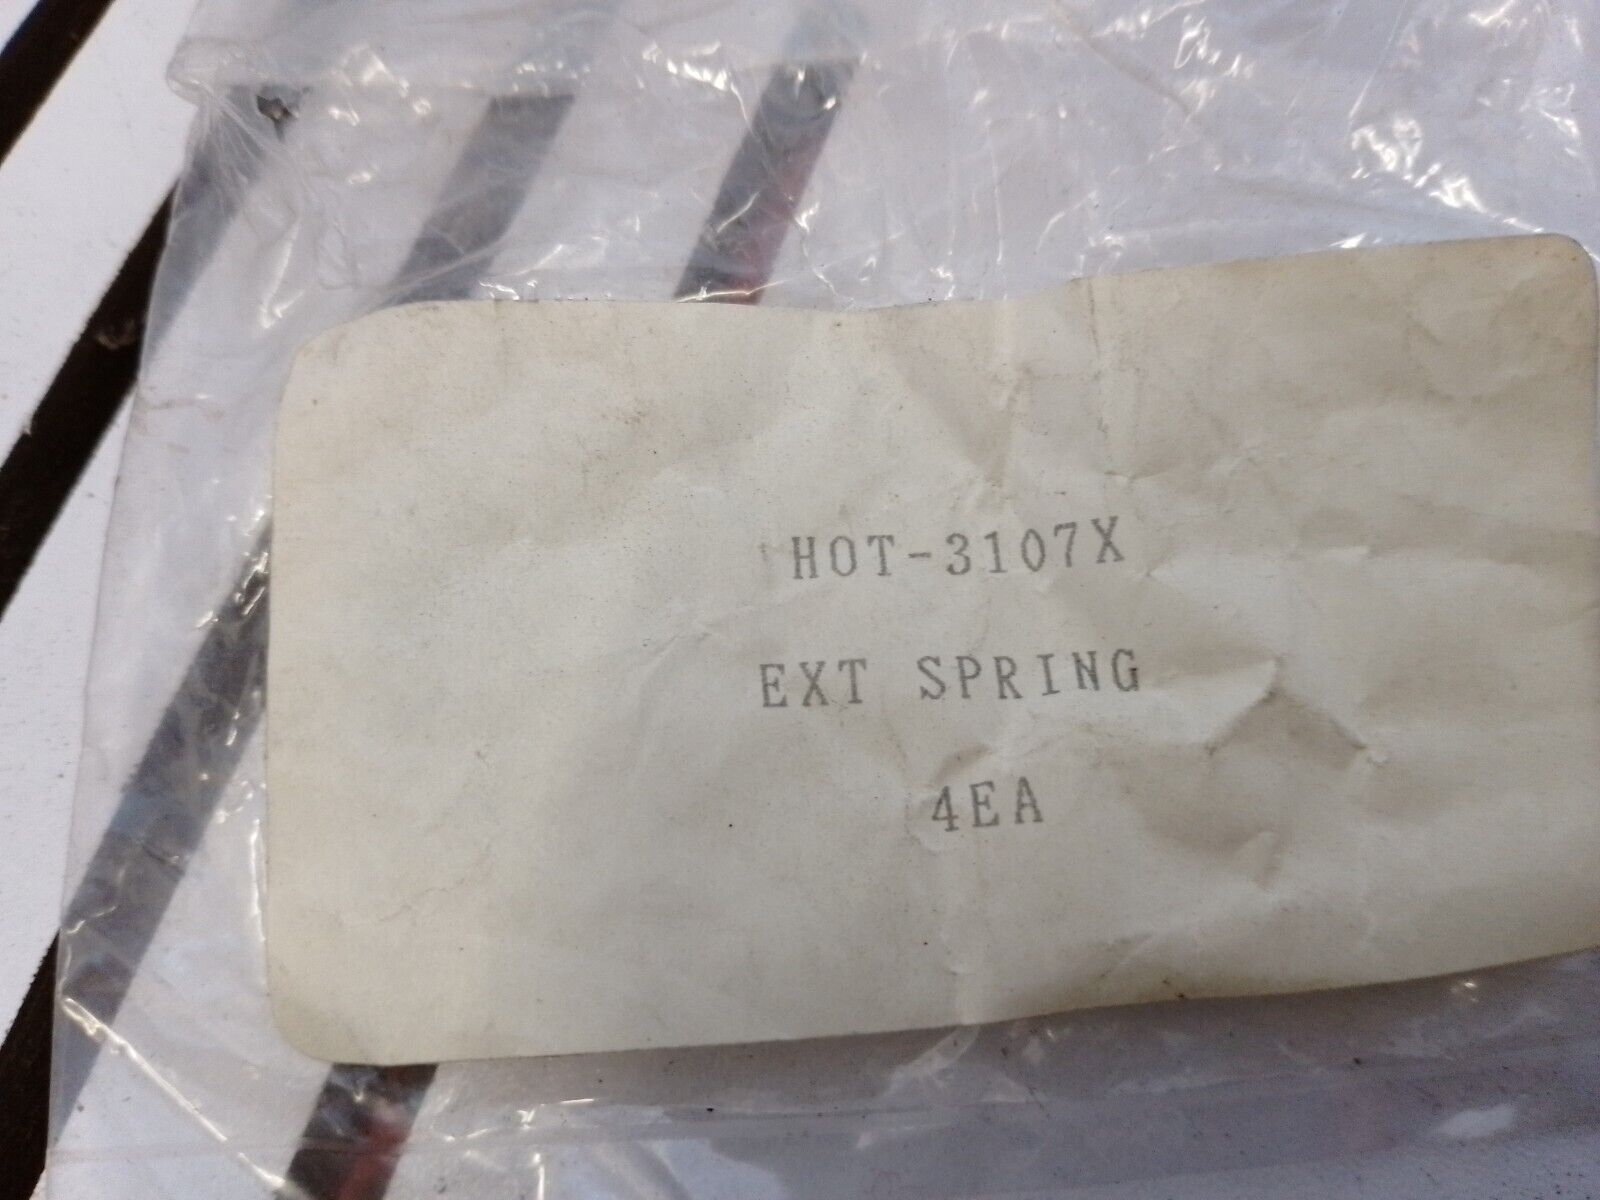 HOT-3107X
EXT SPRING
4EA